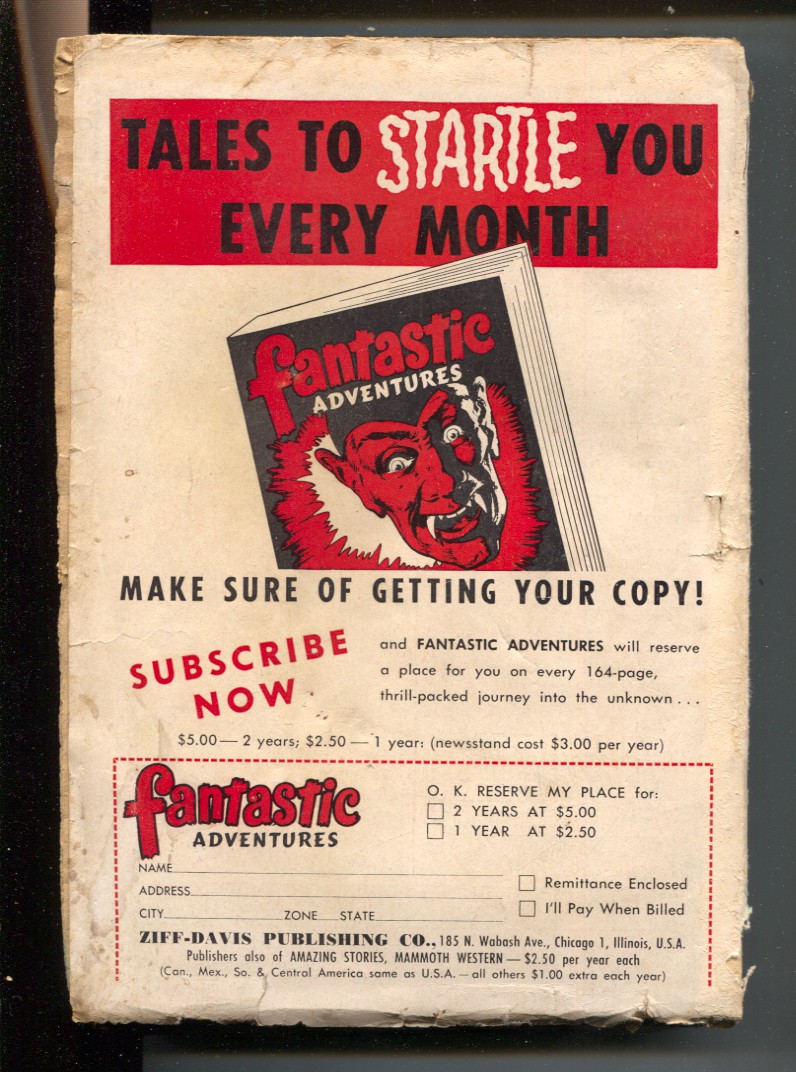 TALES TO STARTLE YOU
EVERY MONTH
fantastic
ADVENTURES
MAKE SURE OF GETTING YOUR COPY!
SUBSCRIBE
NOW
and FANTASTIC ADVENTURES will reserve
a place for you on every 164-page,
thrill-packed journey into the unknown...
$5.00 — 2 years; $2.50 — 1 year: (newsstand cost $3.00 per year)
fantastic
ADVENTURES
O. K. RESERVE MY PLACE for:
2 YEARS AT $5.00
1 YEAR AT $2.50
NAME
ADDRESS
CITY ZONE STATE
Remittance Enclosed
I'll Pay When Billed
ZIFF-DAVIS PUBLISHING CO., 185 N. Wabash Ave., Chicago 1, Illinois, U.S.A.
Publishers also of AMAZING STORIES, MAMMOTH WESTERN — $2.50 per year each
(Can., Mex., So. & Central America same as U.S.A. — all others $1.00 extra each year)